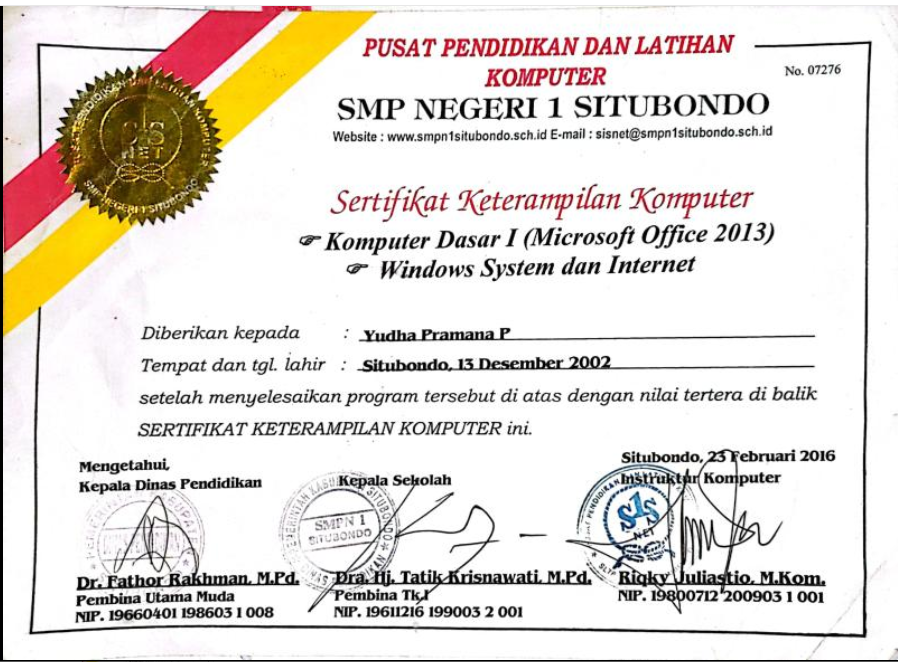 PUSAT PENDIDIKAN DAN LATIHAN
KOMPUTER
No. 07276
SMP NEGERI 1 SITUBONDO
Website : www.smpn1situbondo.sch.id E-mail : sisnet@smpn1situbondo.sch.id
S1S
NET
SMP NEGERI 1 SITUBONDO
Sertifikat Keterampilan Komputer
☞ Komputer Dasar I (Microsoft Office 2013)
☞ Windows System dan Internet
Diberikan kepada : Yudha Pramana P
Tempat dan tgl. lahir : Situbondo, 13 Desember 2002
setelah menyelesaikan program tersebut di atas dengan nilai tertera di balik
SERTIFIKAT KETERAMPILAN KOMPUTER ini.
Situbondo, 23 Februari 2016
Mengetahui,
Kepala Dinas Pendidikan
Kepala Sekolah
Instruktur Komputer
SMPN 1
SITUBONDO
S1S
NET
Dr. Fathor Rakhman, M.Pd.
Pembina Utama Muda
NIP. 19660401 198603 1 008
Dra. Hj. Tatik Krisnawati, M.Pd.
Pembina Tk.I
NIP. 19611216 199003 2 001
Riqky Juliastio, M.Kom.
NIP. 19800712 200903 1 001